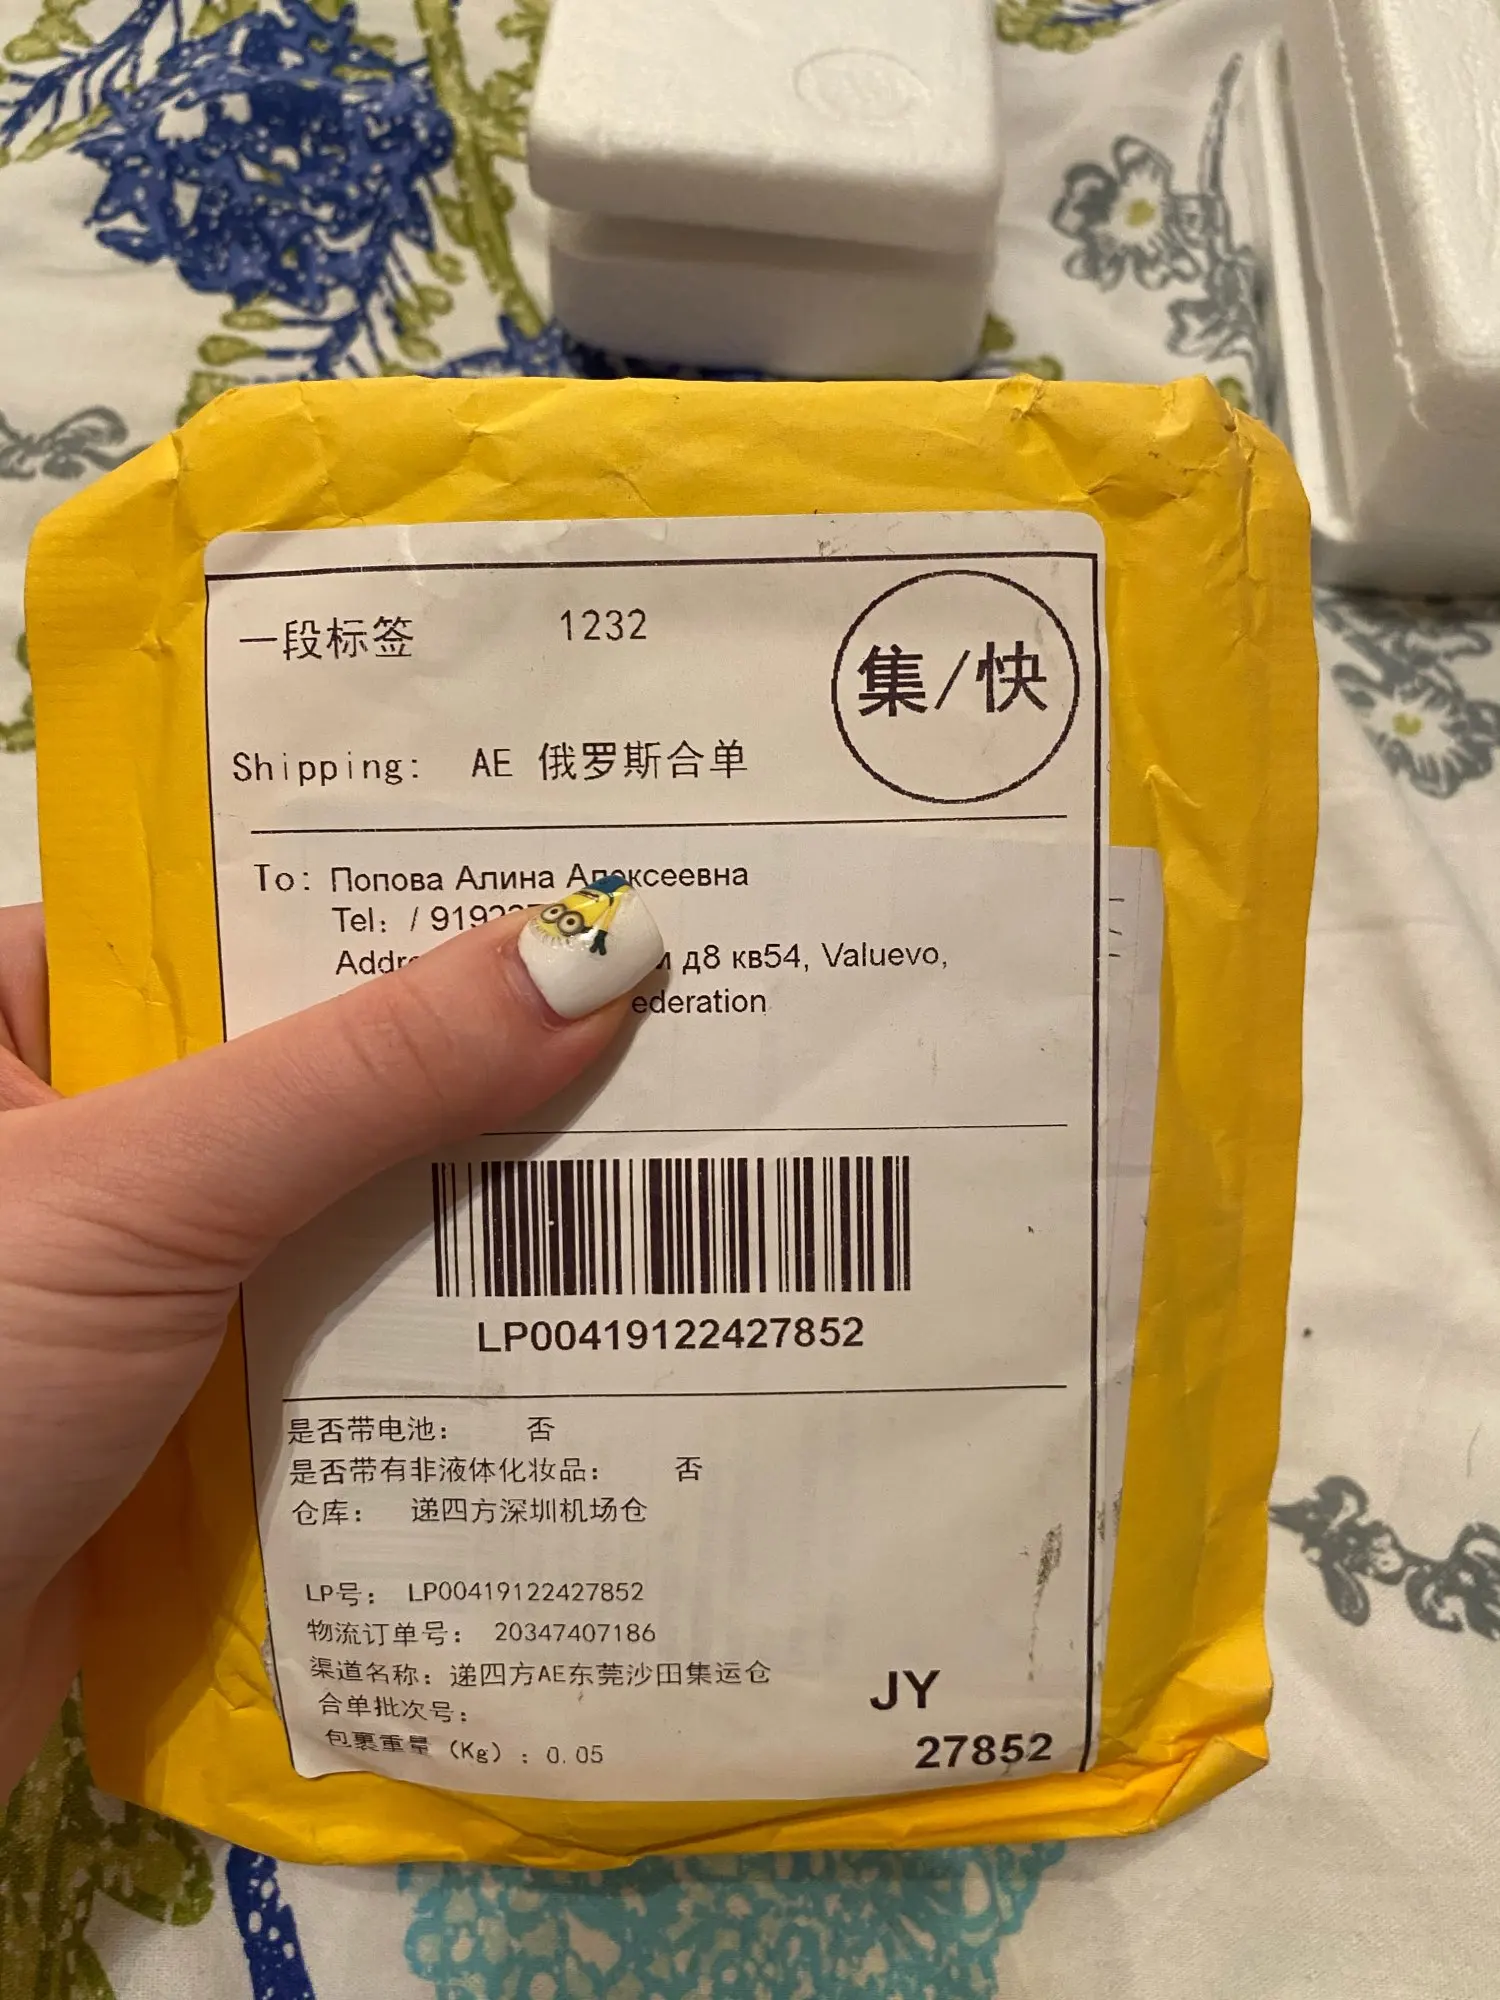 一段标签 1232
集/快
Shipping: AE 俄罗斯合单
To: Попова Алина Алексеевна
Tel: / 91922
д8 кв54, Valuevo,
LP00419122427852
是否带电池: 否
是否带有非液体化妆品: 否
仓库: 递四方深圳机场仓
LP号: LP00419122427852
物流订单号: 20347407186
渠道名称: 递四方AE东莞沙田集运仓
合单批次号:
包裹重量 (Kg) : 0.05
JY
27852